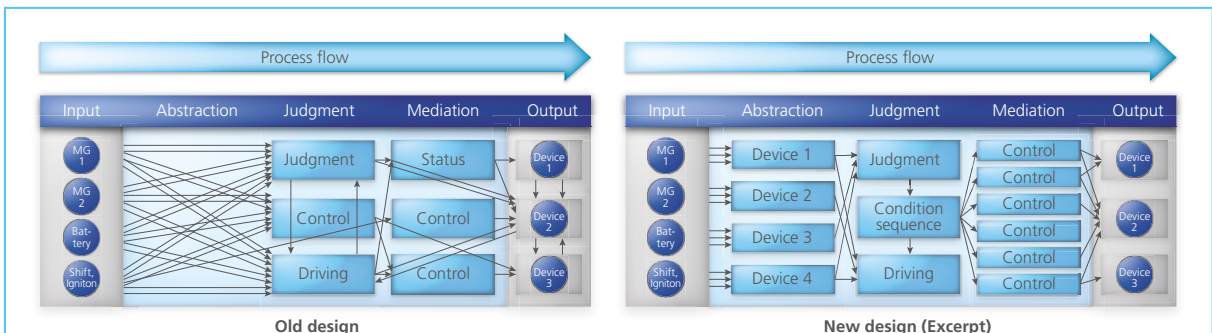 Process flow
Input Abstraction Judgment Mediation Output
MG
1
MG
2
Bat-
tery
Shift,
Igniton
Judgment
Control
Driving
Status
Control
Control
Device
1
Device
2
Device
3
Old design
Process flow
Input Abstraction Judgment Mediation Output
MG
1
MG
2
Bat-
tery
Shift,
Igniton
Device 1
Device 2
Device 3
Device 4
Judgment
Condition
sequence
Driving
Control
Control
Control
Control
Control
Control
Device
1
Device
2
Device
3
New design (Excerpt)